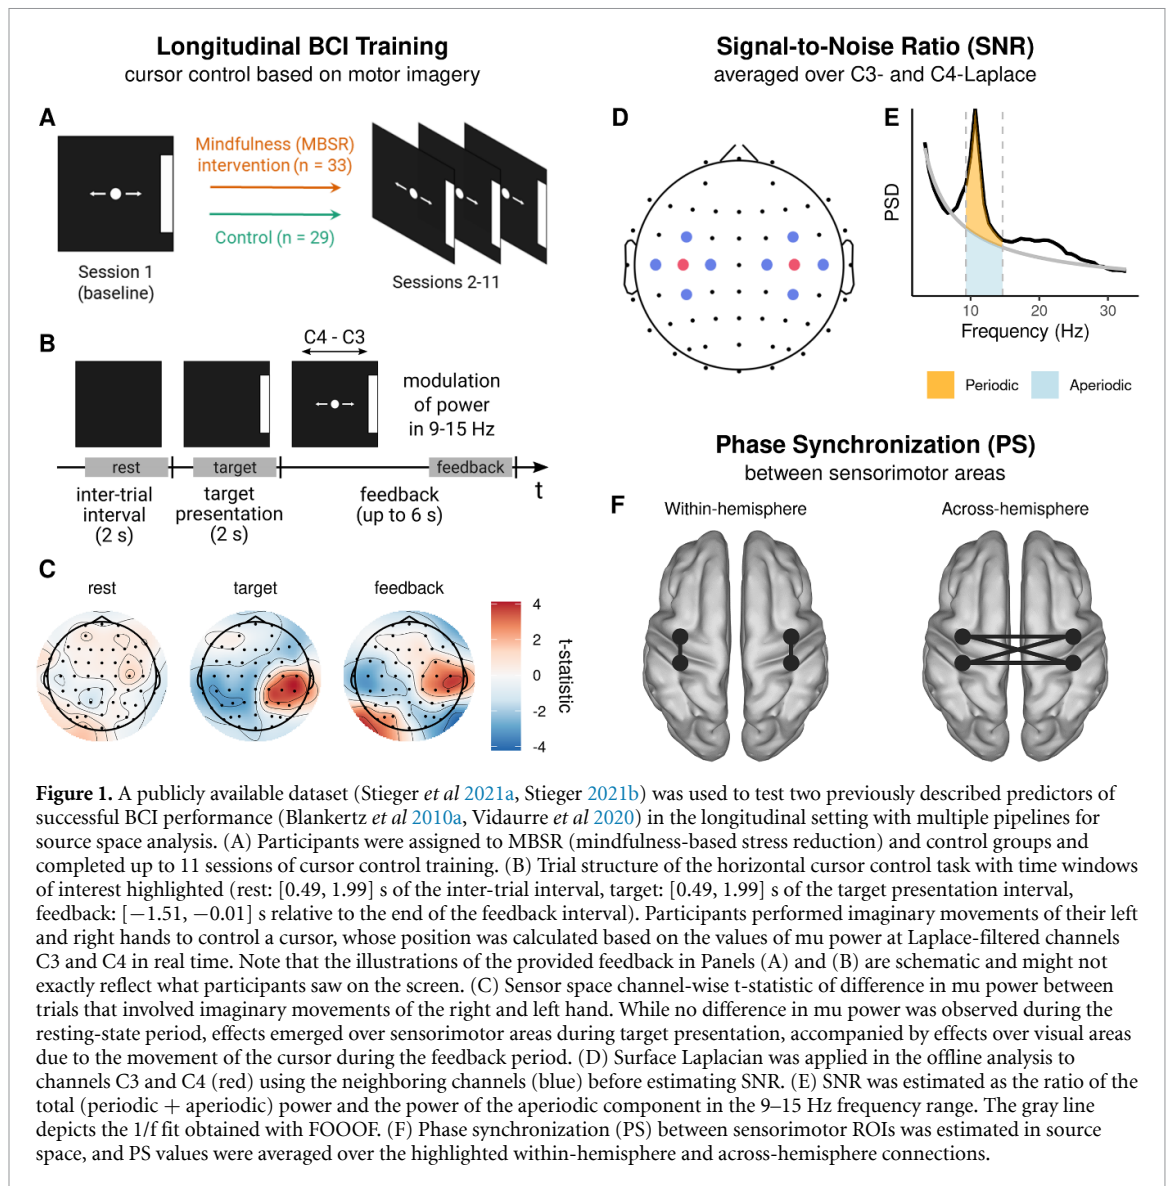 Longitudinal BCI Training
cursor control based on motor imagery
A
Mindfulness (MBSR)
intervention (n = 33)
Control (n = 29)
Session 1
(baseline)
Sessions 2-11
B
C4 - C3
modulation
of power
in 9-15 Hz
rest
target
feedback
t
inter-trial
interval
(2 s)
target
presentation
(2 s)
feedback
(up to 6 s)
C
rest
target
feedback
4
2
0
-2
-4
t-statistic
Signal-to-Noise Ratio (SNR)
averaged over C3- and C4-Laplace
D
E
PSD
10
20
30
Frequency (Hz)
Periodic
Aperiodic
Phase Synchronization (PS)
between sensorimotor areas
F
Within-hemisphere
Across-hemisphere
Figure 1. A publicly available dataset (Stieger et al 2021a, Stieger 2021b) was used to test two previously described predictors of
successful BCI performance (Blankertz et al 2010a, Vidaurre et al 2020) in the longitudinal setting with multiple pipelines for
source space analysis. (A) Participants were assigned to MBSR (mindfulness-based stress reduction) and control groups and
completed up to 11 sessions of cursor control training. (B) Trial structure of the horizontal cursor control task with time windows
of interest highlighted (rest: [0.49, 1.99] s of the inter-trial interval, target: [0.49, 1.99] s of the target presentation interval,
feedback: [−1.51, −0.01] s relative to the end of the feedback interval). Participants performed imaginary movements of their left
and right hands to control a cursor, whose position was calculated based on the values of mu power at Laplace-filtered channels
C3 and C4 in real time. Note that the illustrations of the provided feedback in Panels (A) and (B) are schematic and might not
exactly reflect what participants saw on the screen. (C) Sensor space channel-wise t-statistic of difference in mu power between
trials that involved imaginary movements of the right and left hand. While no difference in mu power was observed during the
resting-state period, effects emerged over sensorimotor areas during target presentation, accompanied by effects over visual areas
due to the movement of the cursor during the feedback period. (D) Surface Laplacian was applied in the offline analysis to
channels C3 and C4 (red) using the neighboring channels (blue) before estimating SNR. (E) SNR was estimated as the ratio of the
total (periodic + aperiodic) power and the power of the aperiodic component in the 9–15 Hz frequency range. The gray line
depicts the 1/f fit obtained with FOOOF. (F) Phase synchronization (PS) between sensorimotor ROIs was estimated in source
space, and PS values were averaged over the highlighted within-hemisphere and across-hemisphere connections.